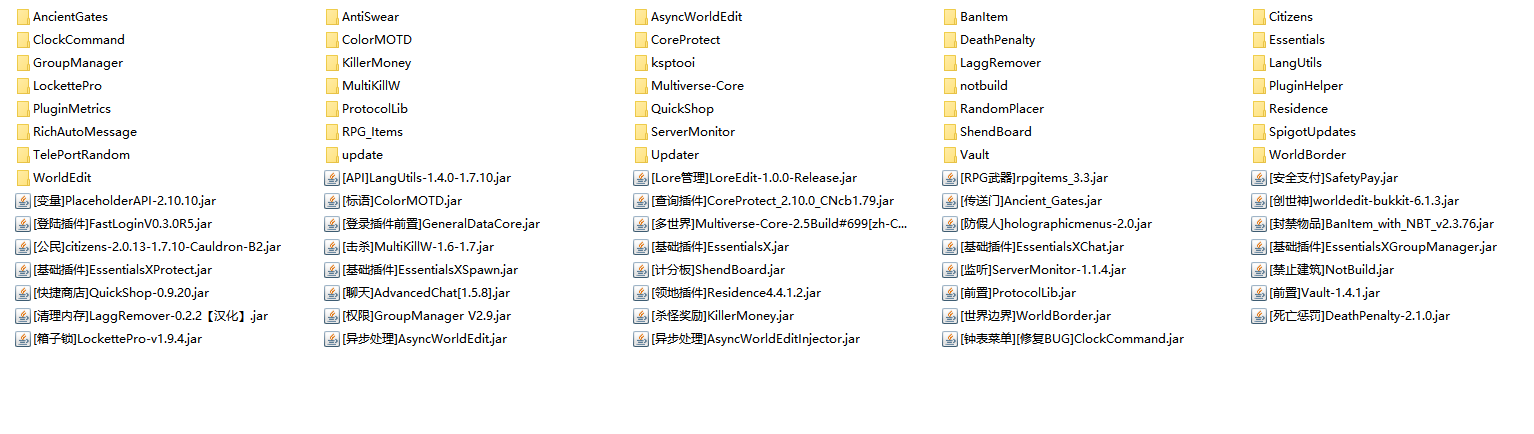 AncientGates AntiSwear AsyncWorldEdit BanItem Citizens
ClockCommand ColorMOTD CoreProtect DeathPenalty Essentials
GroupManager KillerMoney ksptooi LaggRemover LangUtils
LockettePro MultiKillW Multiverse-Core notbuild PluginHelper
PluginMetrics ProtocolLib QuickShop RandomPlacer Residence
RichAutoMessage RPG_Items ServerMonitor ShendBoard SpigotUpdates
TelePortRandom update Updater Vault WorldBorder
WorldEdit [API]LangUtils-1.4.0-1.7.10.jar [Lore管理]LoreEdit-1.0.0-Release.jar [RPG武器]rpgitems_3.3.jar [安全支付]SafetyPay.jar
[变量]PlaceholderAPI-2.10.10.jar [标语]ColorMOTD.jar [查询插件]CoreProtect_2.10.0_CNcb1.79.jar [传送门]Ancient_Gates.jar [创世神]worldedit-bukkit-6.1.3.jar
[登陆插件]FastLoginV0.3.0R5.jar [登录插件前置]GeneralDataCore.jar [多世界]Multiverse-Core-2.5Build#699[zh-C... [防假人]holographicmenus-2.0.jar [封禁物品]BanItem_with_NBT_v2.3.76.jar
[公民]citizens-2.0.13-1.7.10-Cauldron-B2.jar [击杀]MultiKillW-1.6-1.7.jar [基础插件]EssentialsX.jar [基础插件]EssentialsXChat.jar [基础插件]EssentialsXGroupManager.jar
[基础插件]EssentialsXProtect.jar [基础插件]EssentialsXSpawn.jar [计分板]ShendBoard.jar [监听]ServerMonitor-1.1.4.jar [禁止建筑]NotBuild.jar
[快捷商店]QuickShop-0.9.20.jar [聊天]AdvancedChat[1.5.8].jar [领地插件]Residence4.4.1.2.jar [前置]ProtocolLib.jar [前置]Vault-1.4.1.jar
[清理内存]LaggRemover-0.2.2【汉化】.jar [权限]GroupManager V2.9.jar [杀怪奖励]KillerMoney.jar [世界边界]WorldBorder.jar [死亡惩罚]DeathPenalty-2.1.0.jar
[箱子锁]LockettePro-v1.9.4.jar [异步处理]AsyncWorldEdit.jar [异步处理]AsyncWorldEditInjector.jar [钟表菜单][修复BUG]ClockCommand.jar